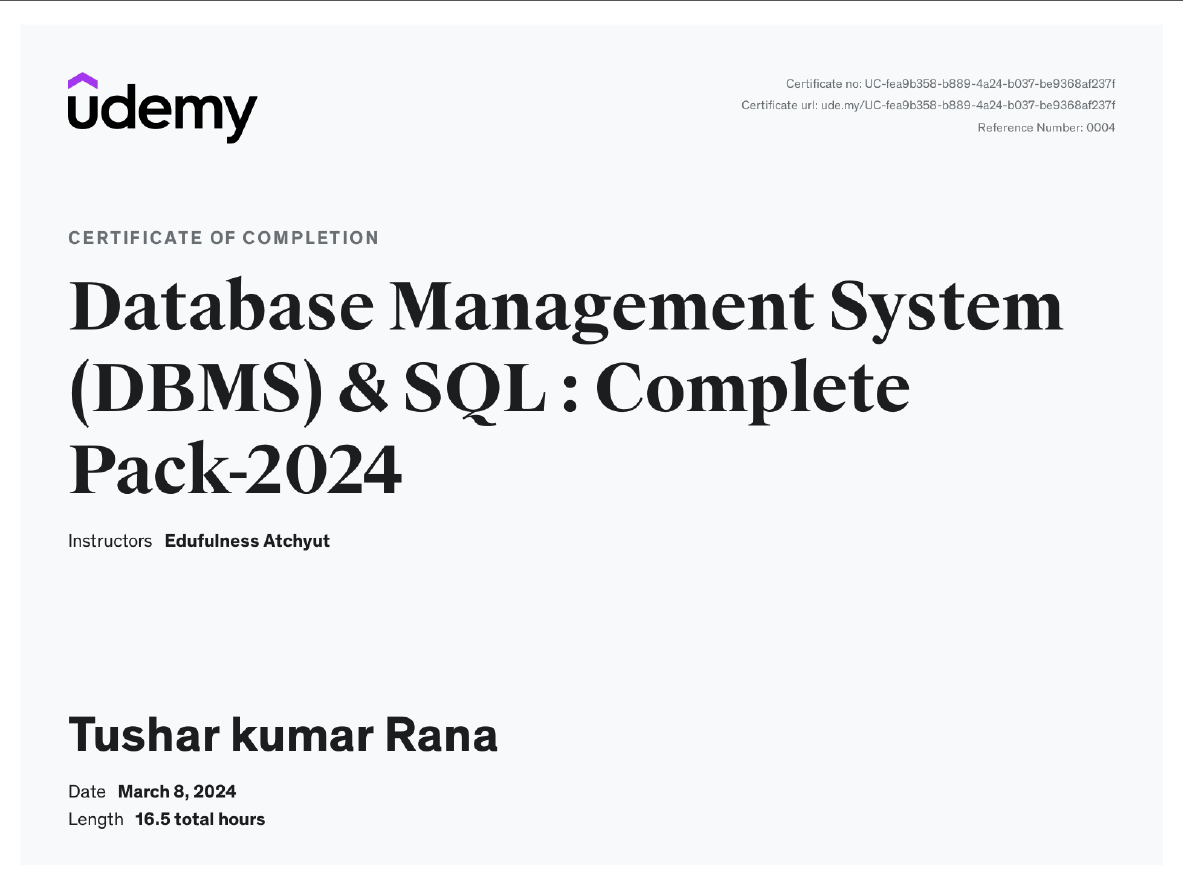 udemy
Certificate no: UC-fea9b358-b889-4a24-b037-be9368af237f
Certificate url: ude.my/UC-fea9b358-b889-4a24-b037-be9368af237f
Reference Number: 0004
CERTIFICATE OF COMPLETION
Database Management System
(DBMS) & SQL : Complete
Pack-2024
Instructors Edufulness Atchyut
Tushar kumar Rana
Date March 8, 2024
Length 16.5 total hours